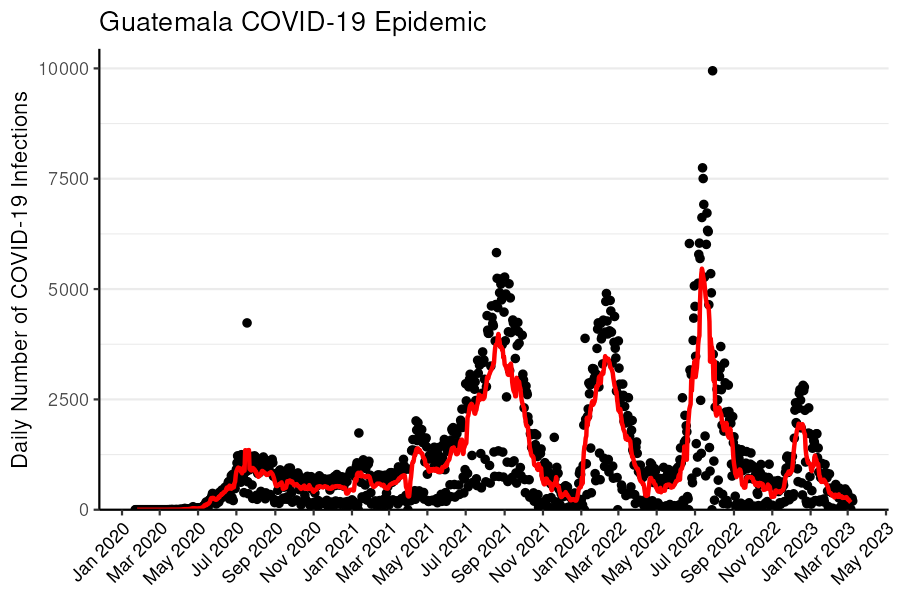 Guatemala COVID-19 Epidemic
Daily Number of COVID-19 Infections
10000
7500
5000
2500
0
Jan 2020
Mar 2020
May 2020
Jul 2020
Sep 2020
Nov 2020
Jan 2021
Mar 2021
May 2021
Jul 2021
Sep 2021
Nov 2021
Jan 2022
Mar 2022
May 2022
Jul 2022
Sep 2022
Nov 2022
Jan 2023
Mar 2023
May 2023